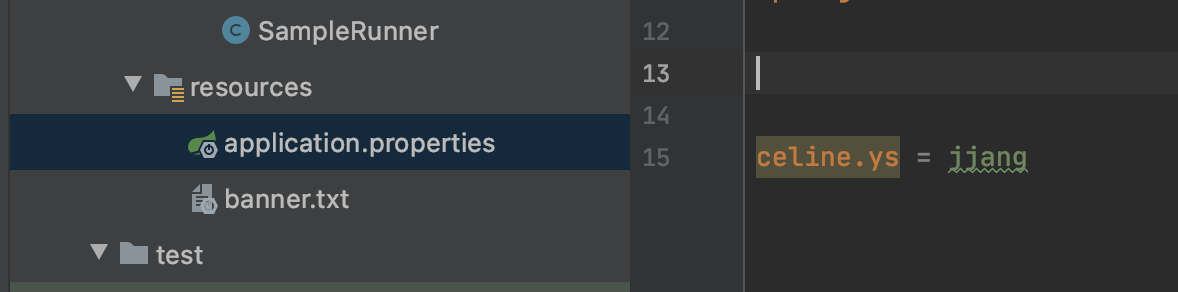 SampleRunner
resources
application.properties
banner.txt
test
12
13
14
15
celine.ys = jjang